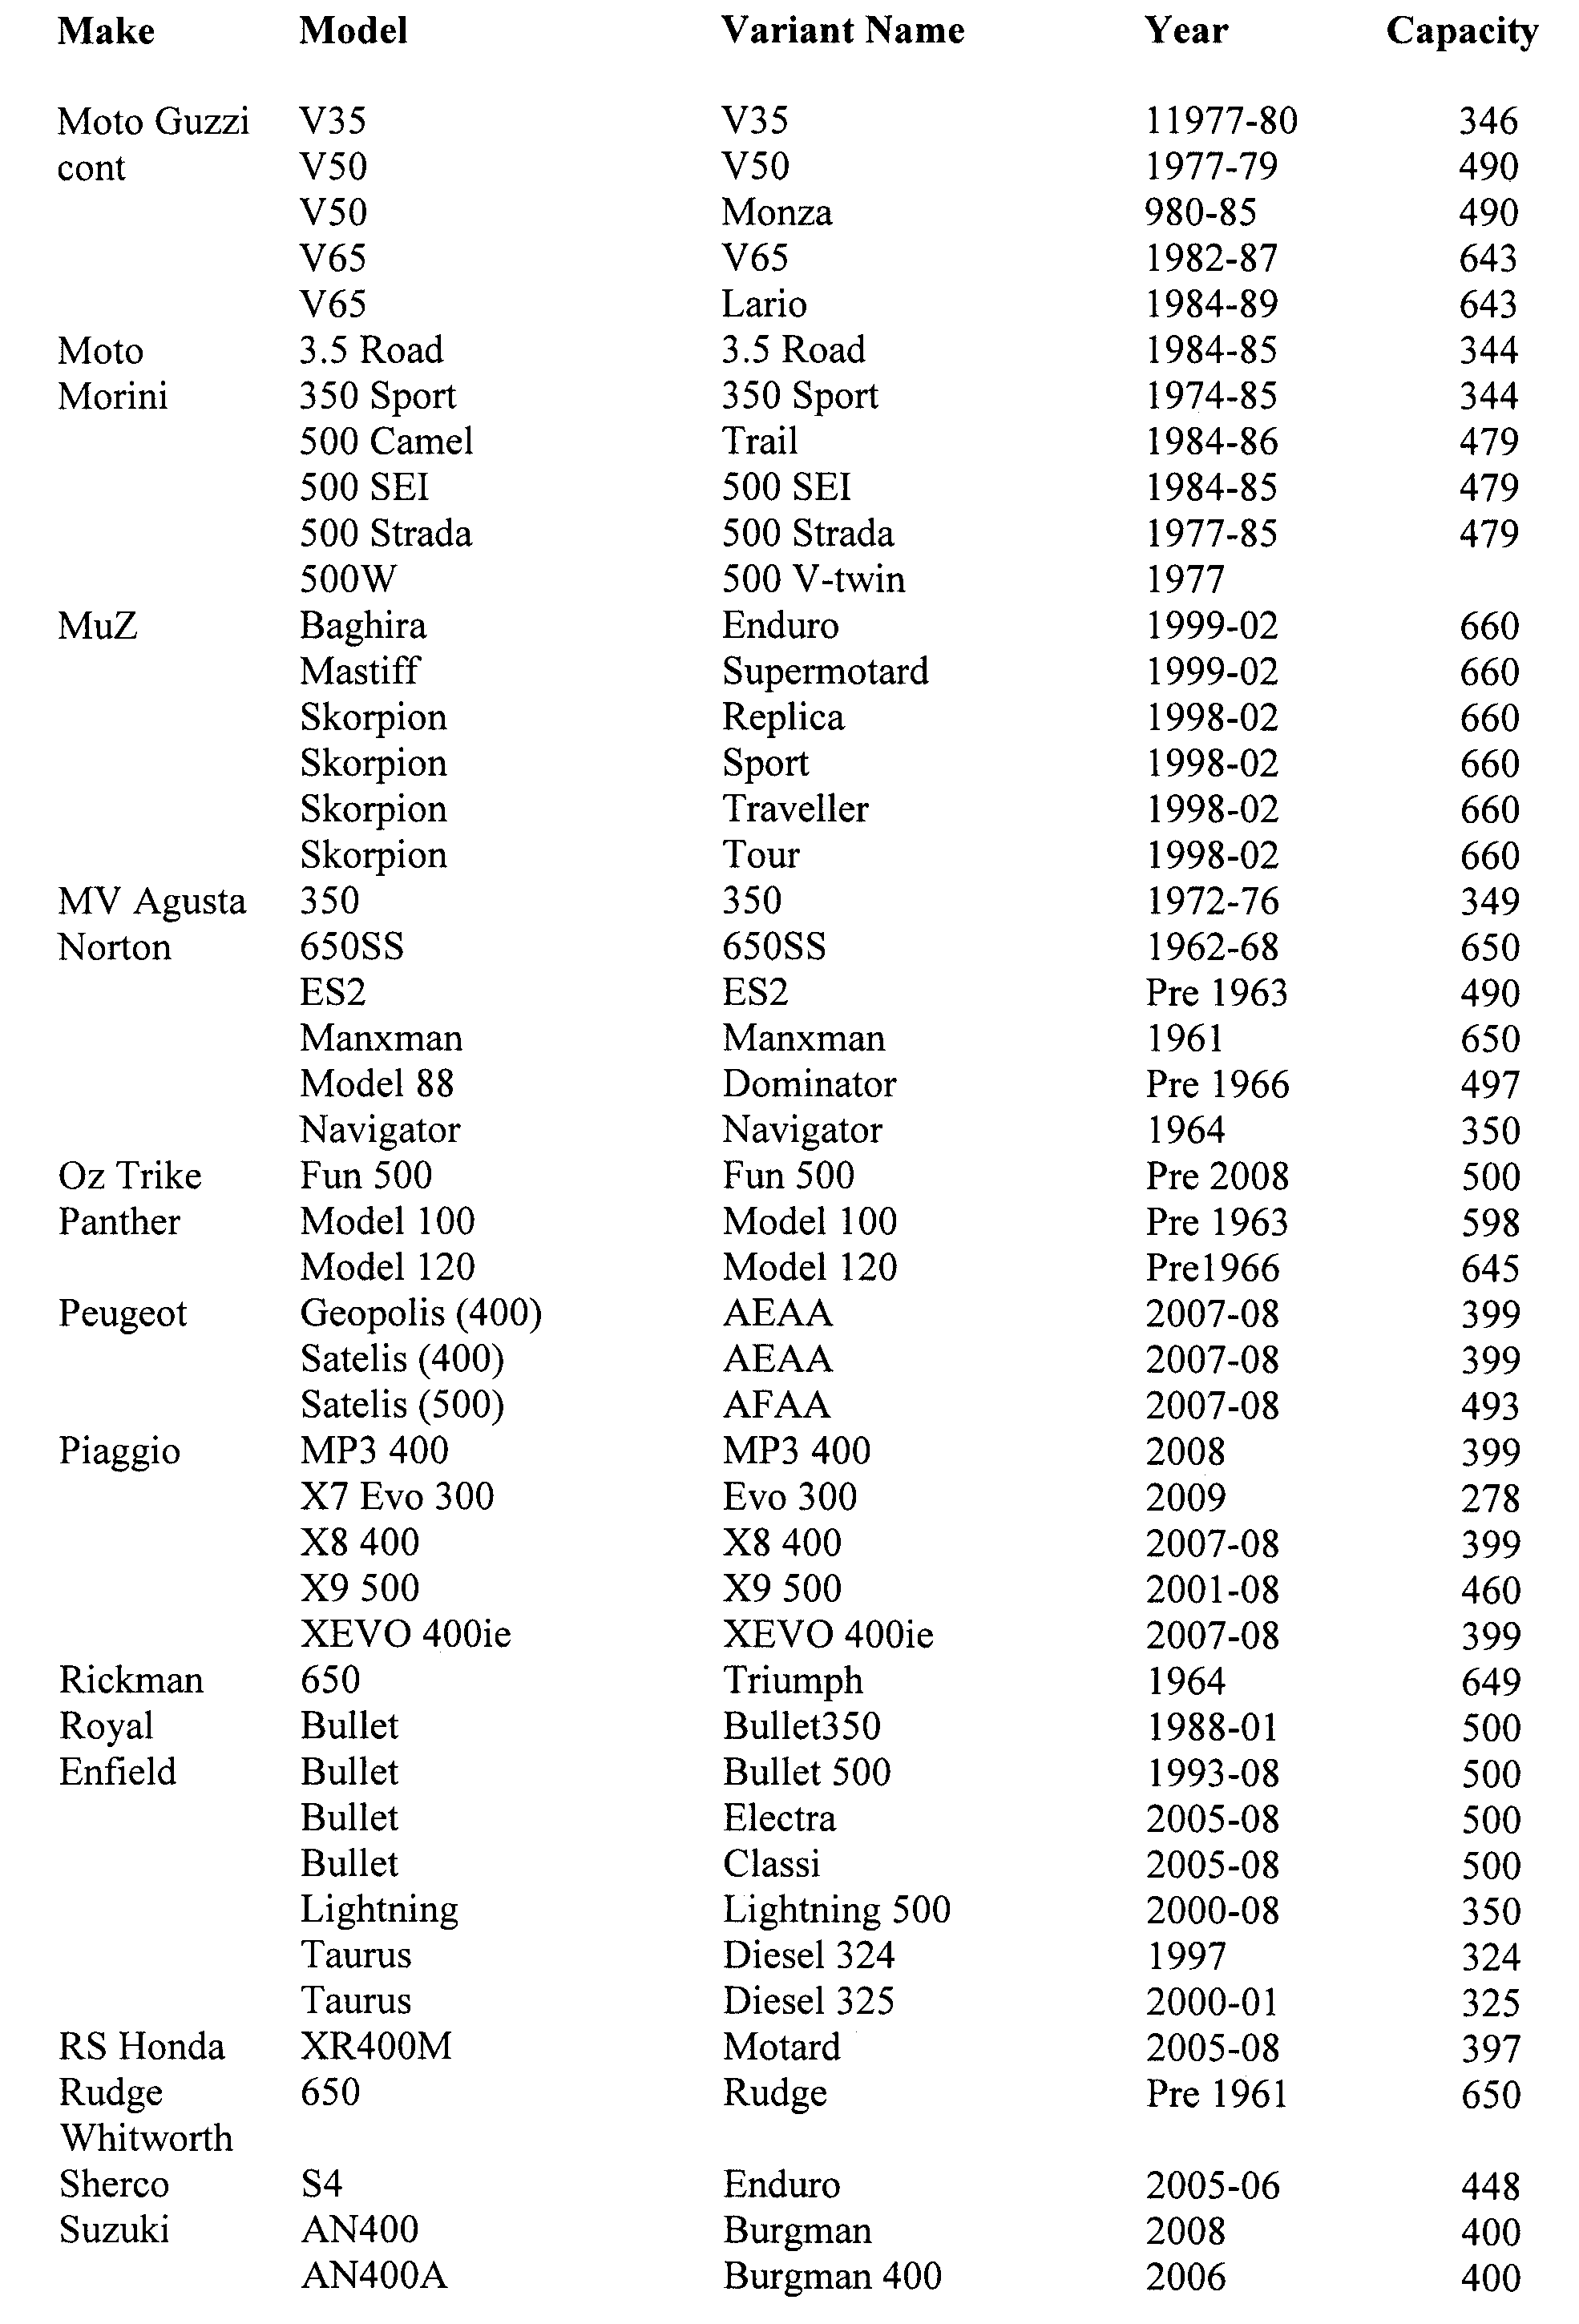 Make Model Variant Name Year Capacity
Moto Guzzi V35 V35 11977-80 346
cont V50 V50 1977-79 490
V50 Monza 980-85 490
V65 V65 1982-87 643
V65 Lario 1984-89 643
Moto 3.5 Road 3.5 Road 1984-85 344
Morini 350 Sport 350 Sport 1974-85 344
500 Camel Trail 1984-86 479
500 SEI 500 SEI 1984-85 479
500 Strada 500 Strada 1977-85 479
500W 500 V-twin 1977
MuZ Baghira Enduro 1999-02 660
Mastiff Supermotard 1999-02 660
Skorpion Replica 1998-02 660
Skorpion Sport 1998-02 660
Skorpion Traveller 1998-02 660
Skorpion Tour 1998-02 660
MV Agusta 350 350 1972-76 349
Norton 650SS 650SS 1962-68 650
ES2 ES2 Pre 1963 490
Manxman Manxman 1961 650
Model 88 Dominator Pre 1966 497
Navigator Navigator 1964 350
Oz Trike Fun 500 Fun 500 Pre 2008 500
Panther Model 100 Model 100 Pre 1963 598
Model 120 Model 120 Pre1966 645
Peugeot Geopolis (400) AEAA 2007-08 399
Satelis (400) AEAA 2007-08 399
Satelis (500) AFAA 2007-08 493
Piaggio MP3 400 MP3 400 2008 399
X7 Evo 300 Evo 300 2009 278
X8 400 X8 400 2007-08 399
X9 500 X9 500 2001-08 460
XEVO 400ie XEVO 400ie 2007-08 399
Rickman 650 Triumph 1964 649
Royal Bullet Bullet350 1988-01 500
Enfield Bullet Bullet 500 1993-08 500
Bullet Electra 2005-08 500
Bullet Classi 2005-08 500
Lightning Lightning 500 2000-08 350
Taurus Diesel 324 1997 324
Taurus Diesel 325 2000-01 325
RS Honda XR400M Motard 2005-08 397
Rudge 650 Rudge Pre 1961 650
Whitworth
Sherco S4 Enduro 2005-06 448
Suzuki AN400 Burgman 2008 400
AN400A Burgman 400 2006 400